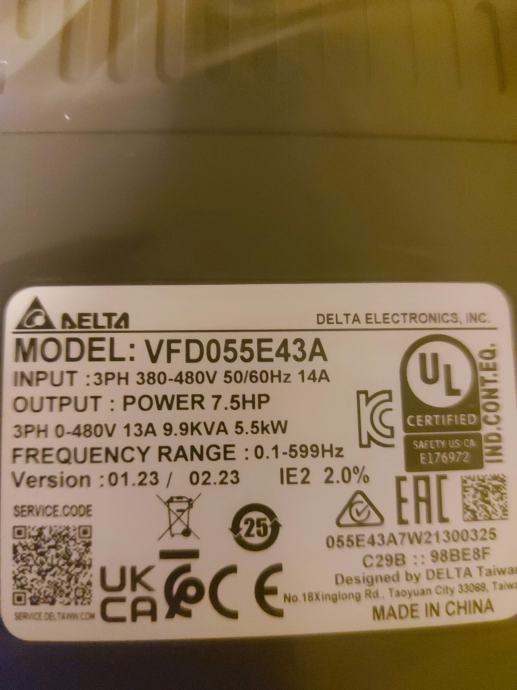 DELTA
DELTA ELECTRONICS, INC.
MODEL: VFD055E43A
INPUT :3PH 380-480V 50/60Hz 14A
OUTPUT : POWER 7.5HP
3PH 0-480V 13A 9.9KVA 5.5kW
FREQUENCY RANGE : 0.1-599Hz
Version :01.23 / 02.23 IE2 2.0%
UL
CERTIFIED
SAFETY US·CA
E176972
IND.CONT.EQ.
SERVICE.CODE
25
EAC
055E43A7W21300325
C29B :: 98BE8F
Designed by DELTA Taiwan
No.18Xinglong Rd., Taoyuan City 33068, Taiwan
MADE IN CHINA
UK
CA
CE
SERVICE.DELTAWW.COM